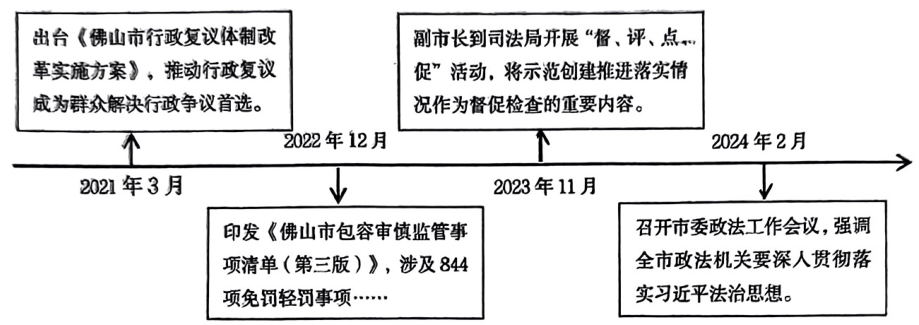 出台《佛山市行政复议体制改
革实施方案》，推动行政复议
成为群众解决行政争议首选。
副市长到司法局开展“督、评、点、
促”活动，将示范创建推进落实情
况作为督促检查的重要内容。
2022年12月
2024年2月
2021年3月
2023年11月
印发《佛山市包容审慎监管事
项清单（第三版）》，涉及844
项免罚轻罚事项……
召开市委政法工作会议，强调
全市政法机关要深入贯彻落
实习近平法治思想。